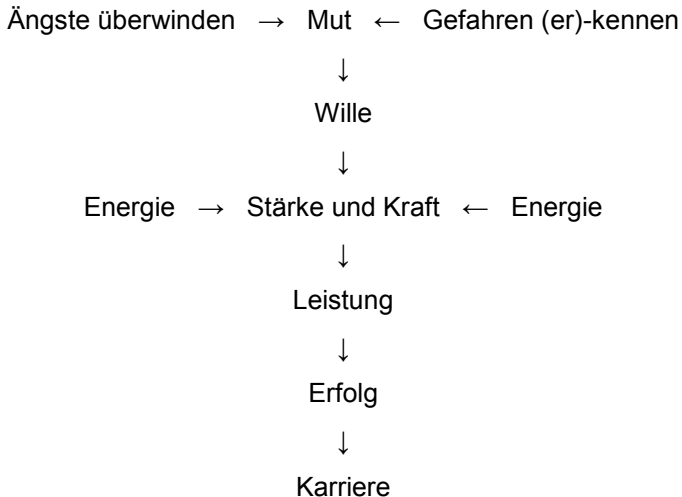 Ängste überwinden → Mut ← Gefahren (er)-kennen
↓
Wille
↓
Energie → Stärke und Kraft ← Energie
↓
Leistung
↓
Erfolg
↓
Karriere